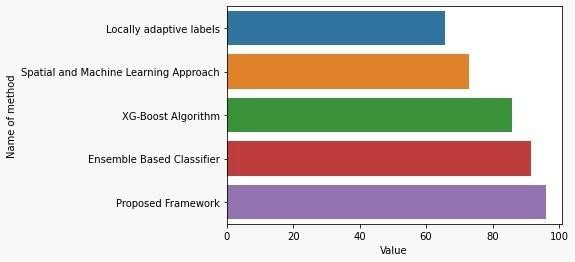 Name of method
Locally adaptive labels
Spatial and Machine Learning Approach
XG-Boost Algorithm
Ensemble Based Classifier
Proposed Framework
0 20 40 60 80 100
Value